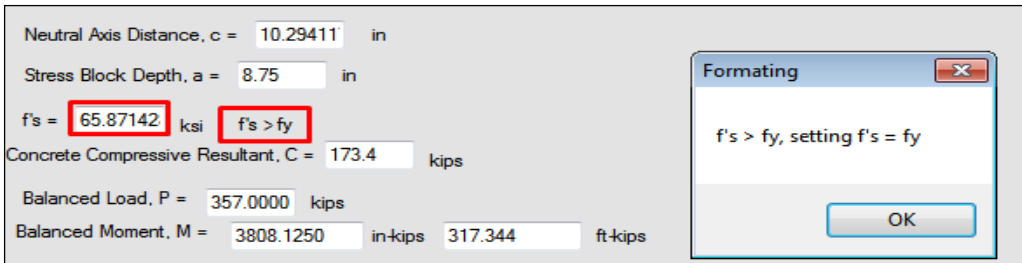 Neutral Axis Distance, c = 10.29411 in
Stress Block Depth, a = 8.75 in
f's = 65.87142 ksi f's > fy
Concrete Compressive Resultant, C = 173.4 kips
Balanced Load, P = 357.0000 kips
Balanced Moment, M = 3808.1250 in-kips 317.344 ft-kips
Formating
f's > fy, setting f's = fy
OK